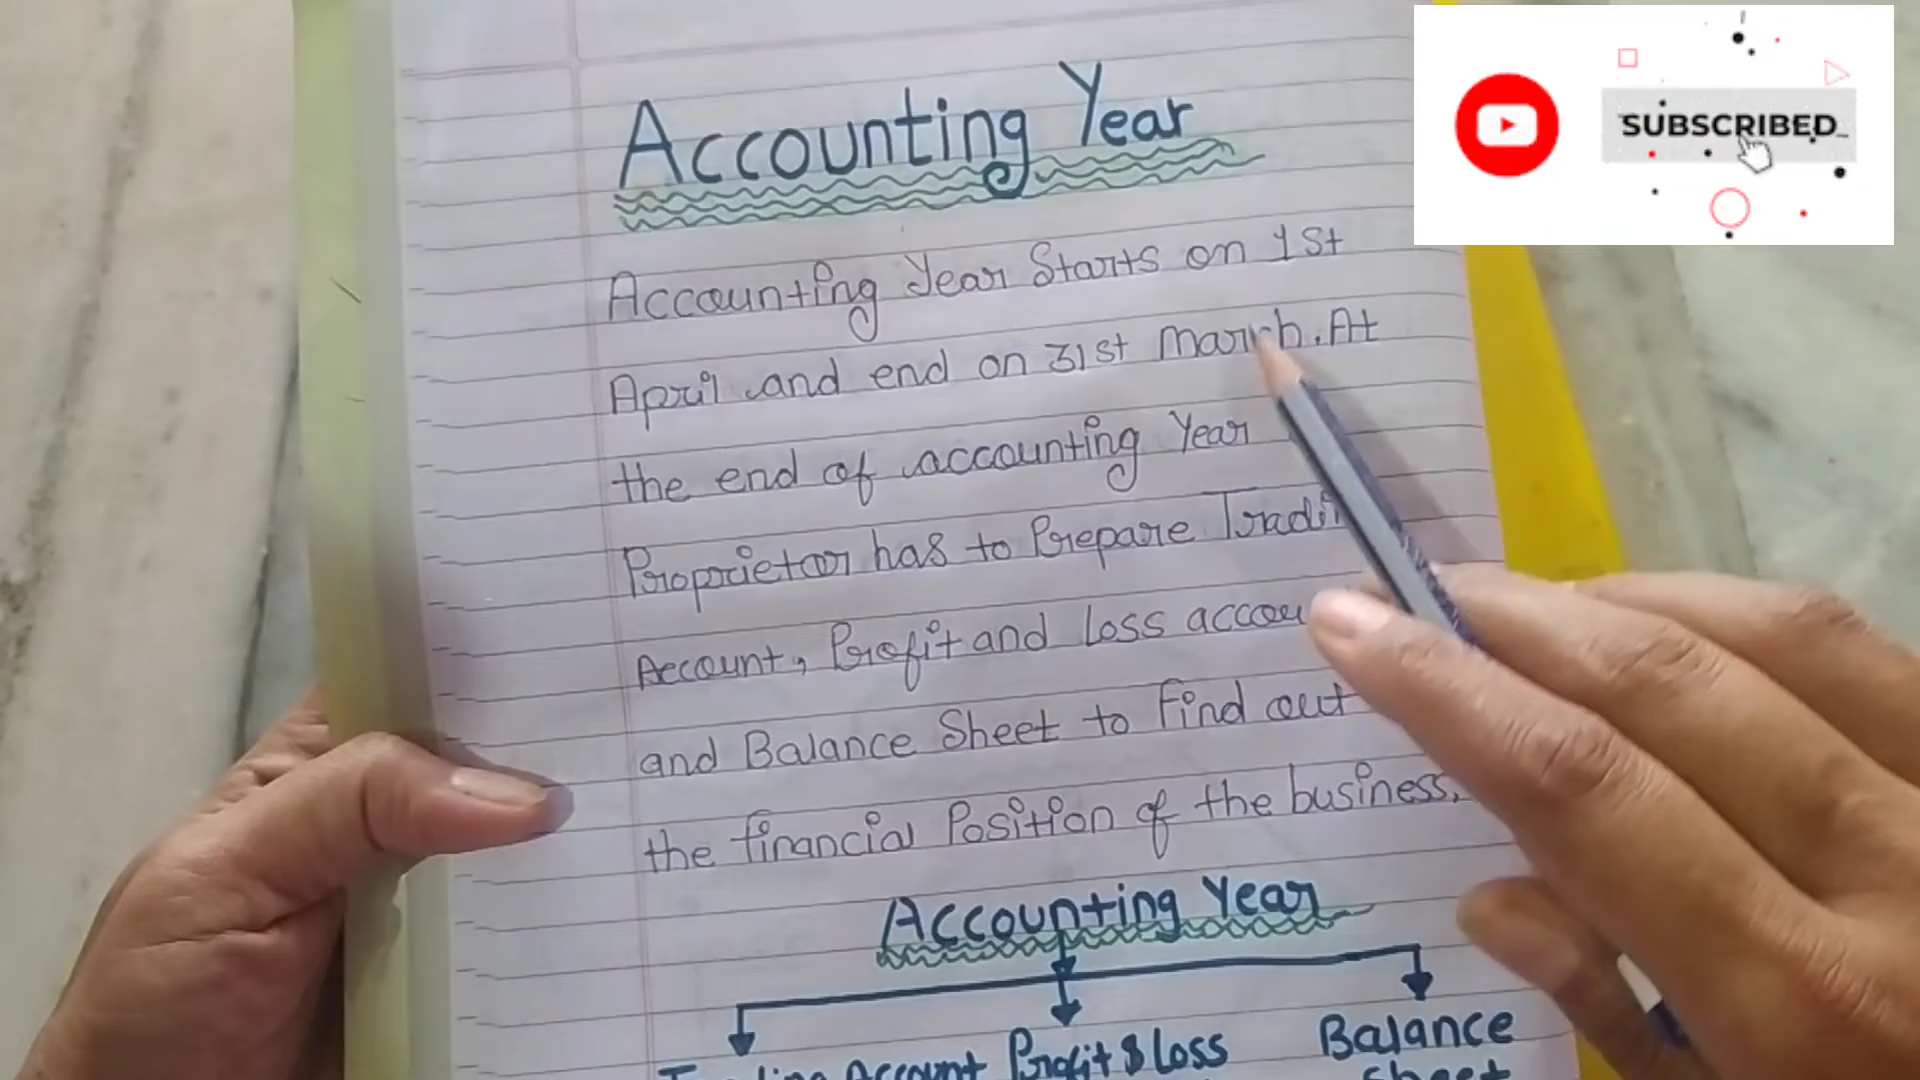 Accounting Year
SUBSCRIBED
Accounting Year Starts on 1st
April and end on 31st March. At
the end of accounting Year
Proprietor has to Prepare
Account, Profit and Loss
and Balance Sheet to find out
the financial Position of the business.
Accounting Year
Account Profit & Loss Balance
Sheet